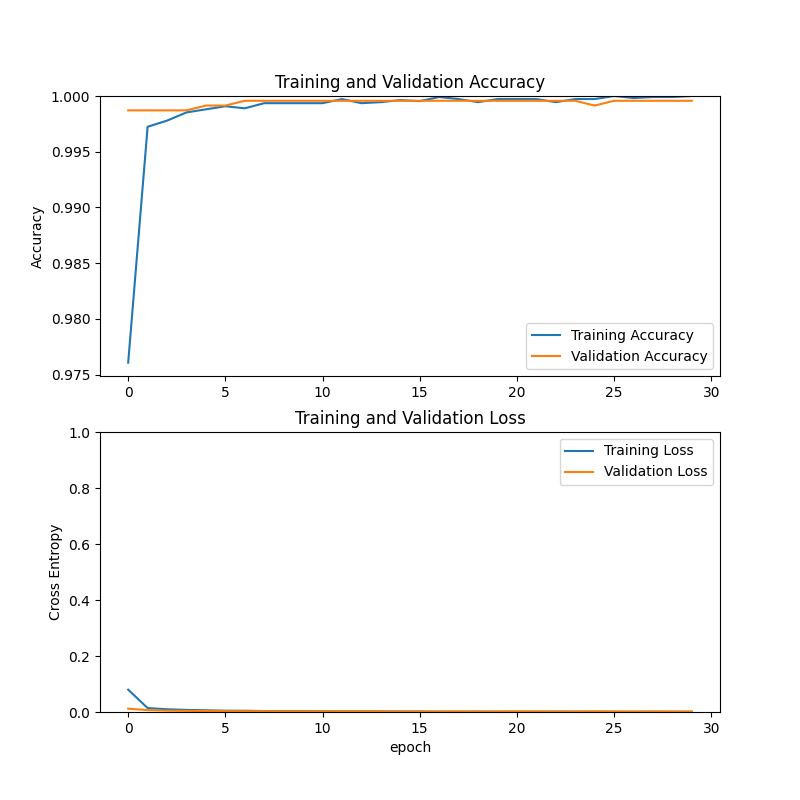 Training and Validation Accuracy
1.000
0.995
0.990
0.985
0.980
0.975
Accuracy
Training Accuracy
Validation Accuracy
0 5 10 15 20 25 30
Training and Validation Loss
1.0
0.8
0.6
0.4
0.2
0.0
Cross Entropy
Training Loss
Validation Loss
0 5 10 15 20 25 30
epoch